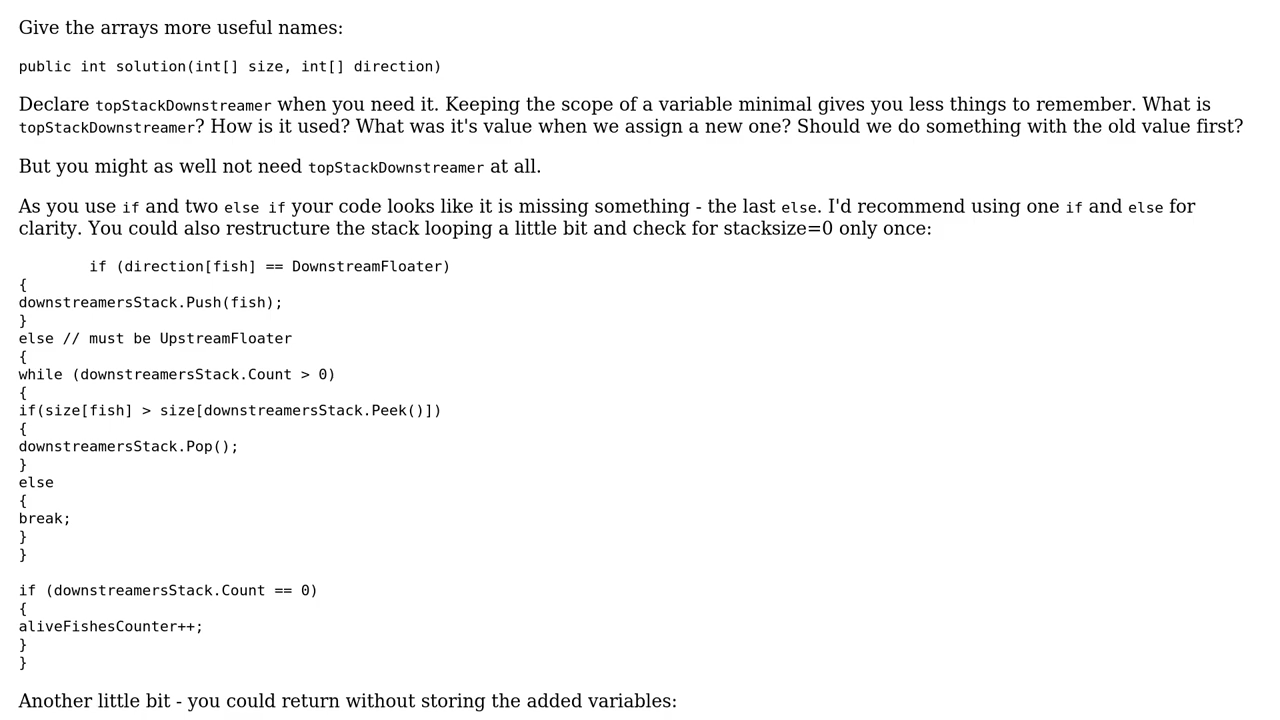 Give the arrays more useful names:
public int solution(int[] size, int[] direction)
Declare topStackDownstreamer when you need it. Keeping the scope of a variable minimal gives you less things to remember. What is
topStackDownstreamer? How is it used? What was it's value when we assign a new one? Should we do something with the old value first?
But you might as well not need topStackDownstreamer at all.
As you use if and two else if your code looks like it is missing something - the last else. I'd recommend using one if and else for
clarity. You could also restructure the stack looping a little bit and check for stacksize=0 only once:
if (direction[fish] == DownstreamFloater)
{
downstreamersStack.Push(fish);
}
else // must be UpstreamFloater
{
while (downstreamersStack.Count > 0)
{
if(size[fish] > size[downstreamersStack.Peek()])
{
downstreamersStack.Pop();
}
else
{
break;
}
}
if (downstreamersStack.Count == 0)
{
aliveFishesCounter++;
}
}
Another little bit - you could return without storing the added variables: